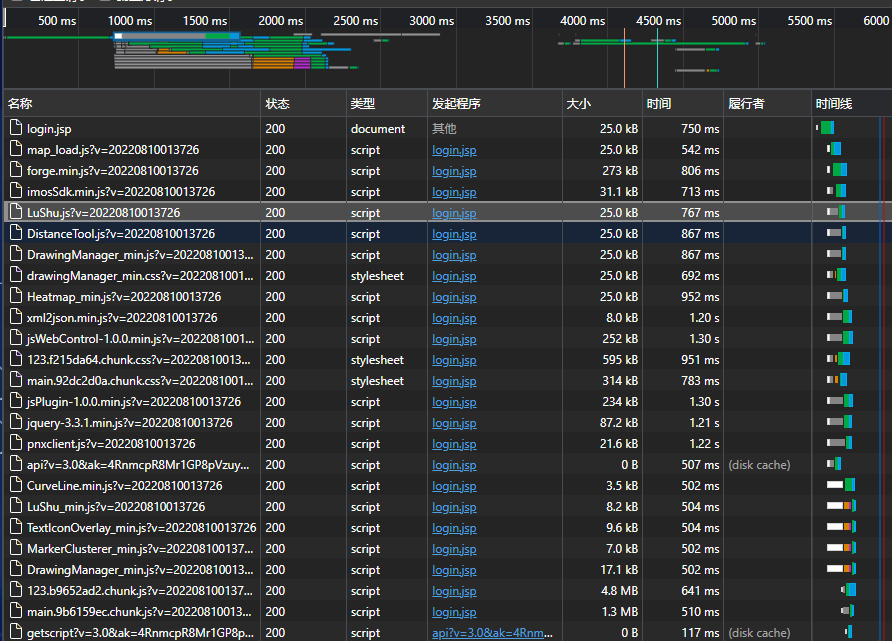 500 ms 1000 ms 1500 ms 2000 ms 2500 ms 3000 ms 3500 ms 4000 ms 4500 ms 5000 ms 5500 ms 6000
名称 状态 类型 发起程序 大小 时间 履行者 时间线
login.jsp 200 document 其他 25.0 kB 750 ms
map_load.js?v=20220810013726 200 script login.jsp 25.0 kB 542 ms
forge.min.js?v=20220810013726 200 script login.jsp 273 kB 806 ms
imosSdk.min.js?v=20220810013726 200 script login.jsp 31.1 kB 713 ms
LuShu.js?v=20220810013726 200 script login.jsp 25.0 kB 767 ms
DistanceTool.js?v=20220810013726 200 script login.jsp 25.0 kB 867 ms
DrawingManager_min.js?v=20220810013... 200 script login.jsp 25.0 kB 867 ms
drawingManager_min.css?v=2022081001... 200 stylesheet login.jsp 25.0 kB 692 ms
Heatmap_min.js?v=20220810013726 200 script login.jsp 25.0 kB 952 ms
xml2json.min.js?v=20220810013726 200 script login.jsp 8.0 kB 1.20 s
jsWebControl-1.0.0.min.js?v=2022081001... 200 script login.jsp 252 kB 1.30 s
123.f215da64.chunk.css?v=20220810013... 200 stylesheet login.jsp 595 kB 951 ms
main.92dc2d0a.chunk.css?v=2022081001... 200 stylesheet login.jsp 314 kB 783 ms
jsPlugin-1.0.0.min.js?v=20220810013726 200 script login.jsp 234 kB 1.30 s
jquery-3.3.1.min.js?v=20220810013726 200 script login.jsp 87.2 kB 1.21 s
pnxclient.js?v=20220810013726 200 script login.jsp 21.6 kB 1.22 s
api?v=3.0&ak=4RnmcpR8Mr1GP8pVzuy... 200 script login.jsp 0 B 507 ms (disk cache)
CurveLine.min.js?v=20220810013726 200 script login.jsp 3.5 kB 502 ms
LuShu_min.js?v=20220810013726 200 script login.jsp 8.2 kB 504 ms
TextIconOverlay_min.js?v=20220810013726 200 script login.jsp 9.6 kB 504 ms
MarkerClusterer_min.js?v=202208100137... 200 script login.jsp 7.0 kB 502 ms
DrawingManager_min.js?v=20220810013... 200 script login.jsp 17.1 kB 502 ms
123.b9652ad2.chunk.js?v=202208100137... 200 script login.jsp 4.8 MB 641 ms
main.9b6159ec.chunk.js?v=20220810013... 200 script login.jsp 1.3 MB 510 ms
getscript?v=3.0&ak=4RnmcpR8Mr1GP8p... 200 script api?v=3.0&ak=4Rnm... 0 B 117 ms (disk cache)